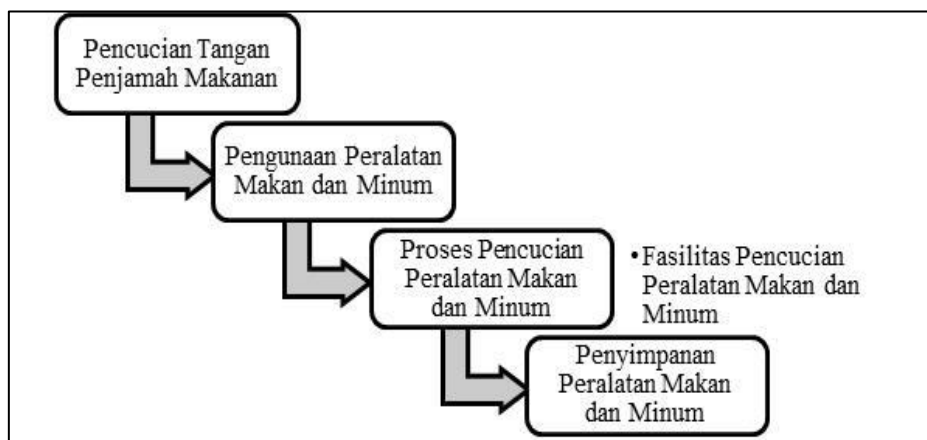 Pencucian Tangan
Penjamah Makanan
Pengunaan Peralatan
Makan dan Minum
Proses Pencucian
Peralatan Makan
dan Minum
•Fasilitas Pencucian
Peralatan Makan dan
Minum
Penyimpanan
Peralatan Makan
dan Minum